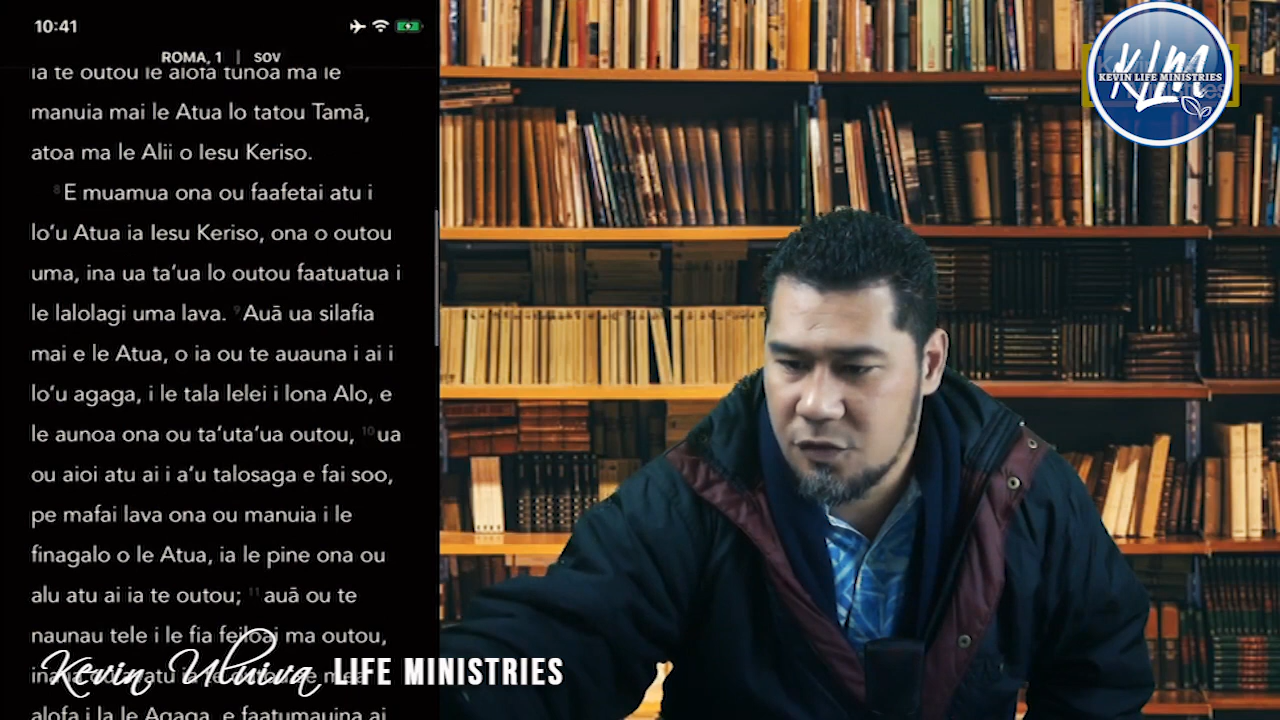 10:41
ROMA, 1 | SOV
ia te outou le alofa tunoa ma le
manuia mai le Atua lo tatou Tamā,
atoa ma le Alii o Iesu Keriso.
8 E muamua ona ou faafetai atu i
lo‘u Atua ia Iesu Keriso, ona o outou
uma, ina ua ta‘ua lo outou faatuatua i
le lalolagi uma lava. 9 Auā ua silafia
mai e le Atua, o ia ou te auauna i ai i
lo‘u agaga, i le tala lelei i lona Alo, e
le aunoa ona ou ta‘uta‘ua outou, 10 ua
ou aioi atu ai i a‘u talosaga e fai soo,
pe mafai lava ona ou manuia i le
finagalo o le Atua, ia le pine ona ou
alu atu ai ia te outou; 11 auā ou te
naunau tele i le fia feiloai ma outou,
alofa i la le Agaga, e faatumauina ai
Kevin Uluiva LIFE MINISTRIES
KLM
KEVIN LIFE MINISTRIES